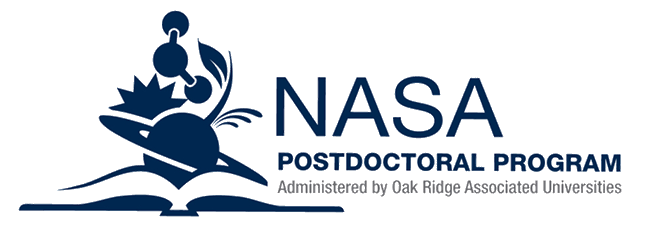 NASA
POSTDOCTORAL PROGRAM
Administered by Oak Ridge Associated Universities